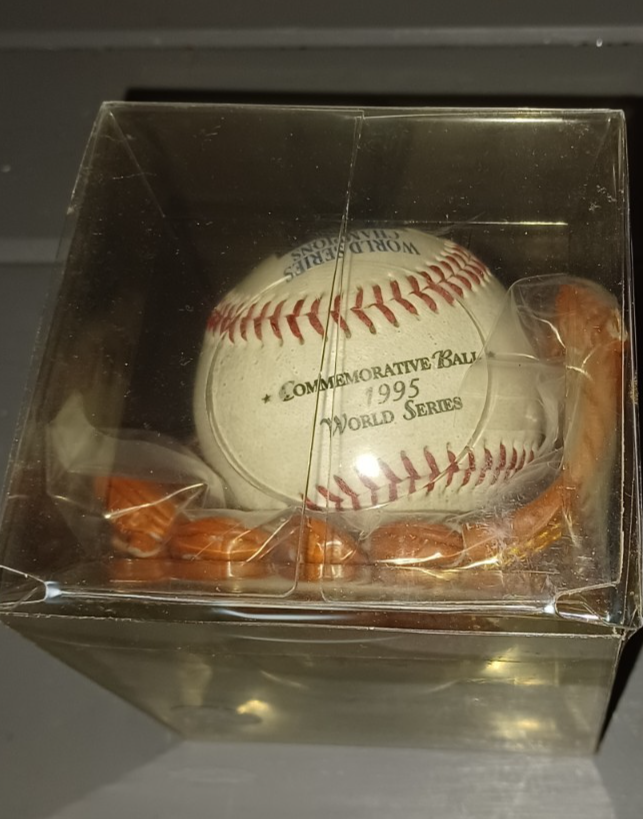 WORLD SERIES
CHAMPIONS
★ COMMEMORATIVE BALL
1995
WORLD SERIES